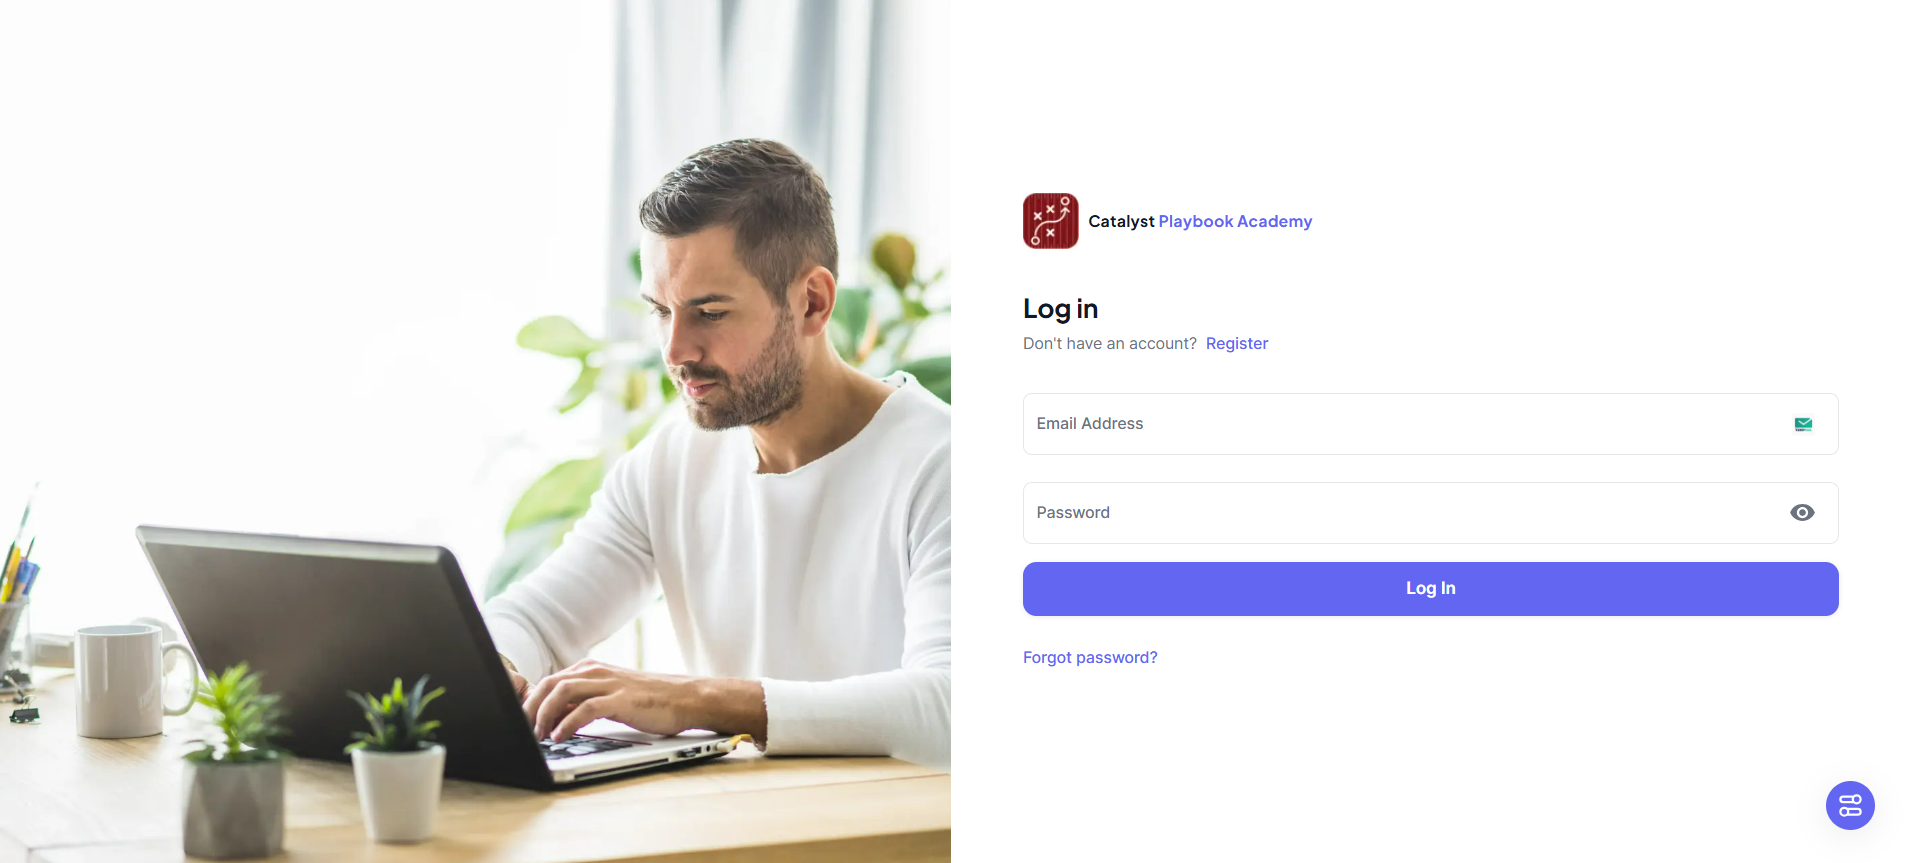 Catalyst Playbook Academy
Log in
Don't have an account? Register
Email Address
Password
Log In
Forgot password?